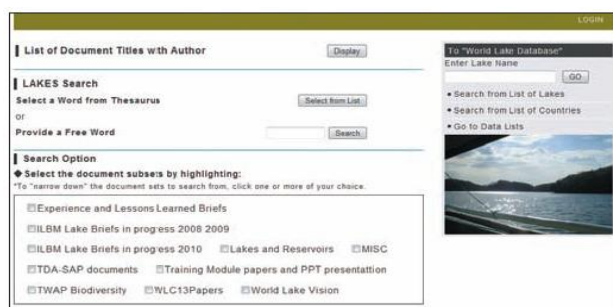 LOGIN
List of Document Titles with Author
Display
LAKES Search
Select a Word from Thesaurus
Select from List
or
Provide a Free Word
Search
Search Option
◆Select the document subsets by highlighting:
*To "narrow down" the document sets to search from, click one or more of your choice.
Experience and Lessons Learned Briefs
ILBM Lake Briefs in progress 2008 2009
ILBM Lake Briefs in progress 2010 Lakes and Reservoirs MISC
TDA-SAP documents Training Module papers and PPT presentattion
TWAP Biodiversity WLC13Papers World Lake Vision
To "World Lake Database"
Enter Lake Name
GO
• Search from List of Lakes
• Search from List of Countries
• Go to Data Lists